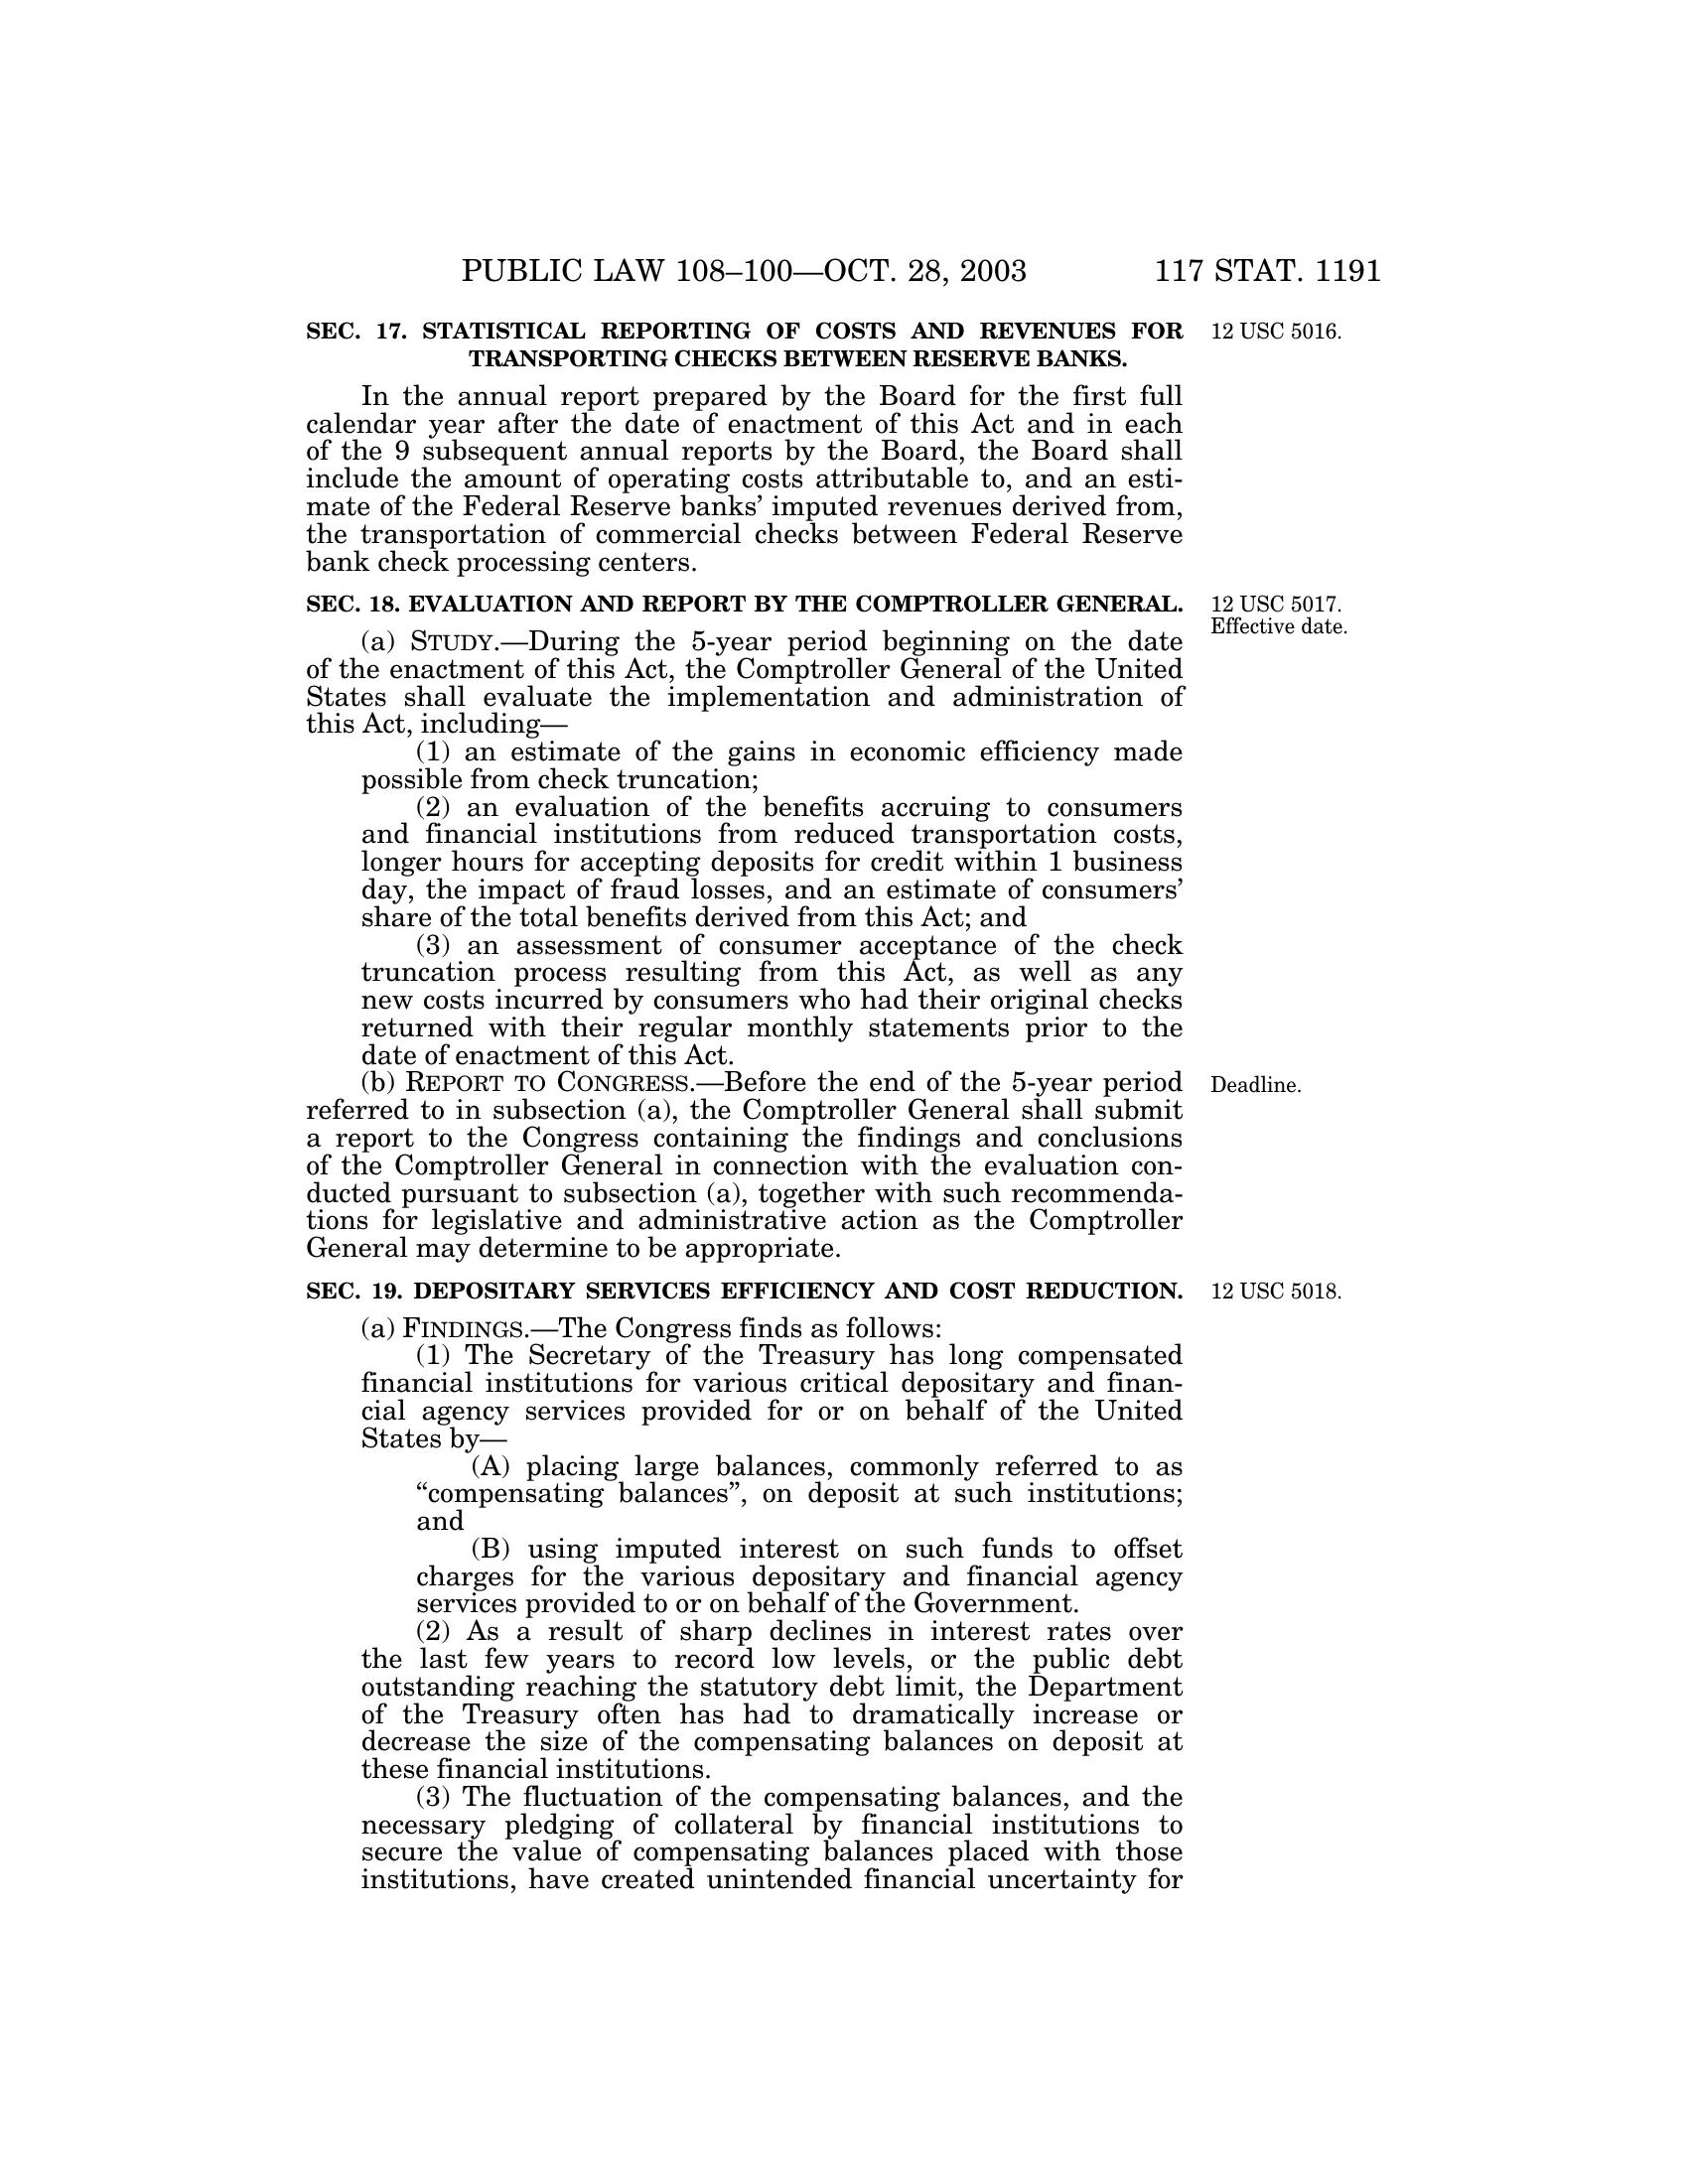 PUBLIC LAW 108–100—OCT. 28, 2003 117 STAT. 1191
SEC. 17. STATISTICAL REPORTING OF COSTS AND REVENUES FOR
TRANSPORTING CHECKS BETWEEN RESERVE BANKS.
12 USC 5016.
In the annual report prepared by the Board for the first full
calendar year after the date of enactment of this Act and in each
of the 9 subsequent annual reports by the Board, the Board shall
include the amount of operating costs attributable to, and an esti-
mate of the Federal Reserve banks’ imputed revenues derived from,
the transportation of commercial checks between Federal Reserve
bank check processing centers.
SEC. 18. EVALUATION AND REPORT BY THE COMPTROLLER GENERAL.
12 USC 5017.
Effective date.
(a) STUDY.—During the 5-year period beginning on the date
of the enactment of this Act, the Comptroller General of the United
States shall evaluate the implementation and administration of
this Act, including—
(1) an estimate of the gains in economic efficiency made
possible from check truncation;
(2) an evaluation of the benefits accruing to consumers
and financial institutions from reduced transportation costs,
longer hours for accepting deposits for credit within 1 business
day, the impact of fraud losses, and an estimate of consumers’
share of the total benefits derived from this Act; and
(3) an assessment of consumer acceptance of the check
truncation process resulting from this Act, as well as any
new costs incurred by consumers who had their original checks
returned with their regular monthly statements prior to the
date of enactment of this Act.
(b) REPORT TO CONGRESS.—Before the end of the 5-year period
Deadline.
referred to in subsection (a), the Comptroller General shall submit
a report to the Congress containing the findings and conclusions
of the Comptroller General in connection with the evaluation con-
ducted pursuant to subsection (a), together with such recommenda-
tions for legislative and administrative action as the Comptroller
General may determine to be appropriate.
SEC. 19. DEPOSITARY SERVICES EFFICIENCY AND COST REDUCTION.
12 USC 5018.
(a) FINDINGS.—The Congress finds as follows:
(1) The Secretary of the Treasury has long compensated
financial institutions for various critical depositary and finan-
cial agency services provided for or on behalf of the United
States by—
(A) placing large balances, commonly referred to as
“compensating balances”, on deposit at such institutions;
and
(B) using imputed interest on such funds to offset
charges for the various depositary and financial agency
services provided to or on behalf of the Government.
(2) As a result of sharp declines in interest rates over
the last few years to record low levels, or the public debt
outstanding reaching the statutory debt limit, the Department
of the Treasury often has had to dramatically increase or
decrease the size of the compensating balances on deposit at
these financial institutions.
(3) The fluctuation of the compensating balances, and the
necessary pledging of collateral by financial institutions to
secure the value of compensating balances placed with those
institutions, have created unintended financial uncertainty for